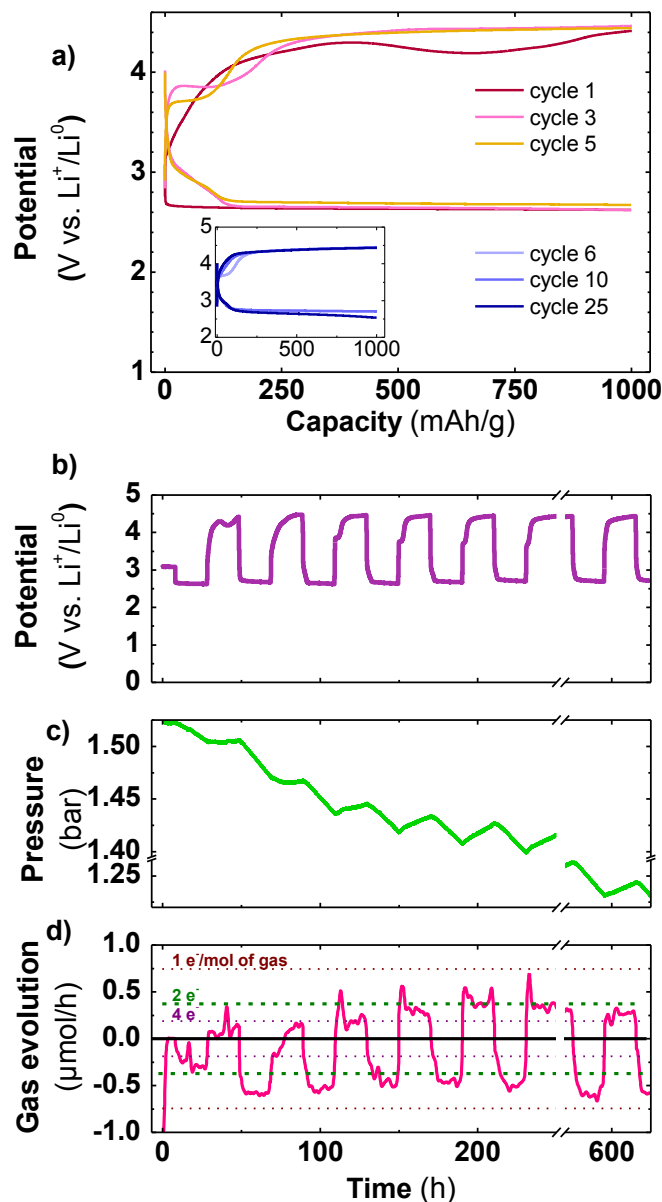 a)
Potential
(V vs. Li⁺/Li⁰)
4
3
2
1
cycle 1
cycle 3
cycle 5
5
4
3
2
0
500
1000
cycle 6
cycle 10
cycle 25
0
250
500
750
1000
Capacity (mAh/g)
b)
Potential
(V vs. Li⁺/Li⁰)
5
4
3
2
1
0
c)
Pressure
(bar)
1.50
1.45
1.40
1.25
d)
Gas evolution
(µmol/h)
1.0
0.5
0.0
-0.5
-1.0
1 e⁻/mol of gas
2 e⁻
4 e⁻
0
100
200
600
Time (h)